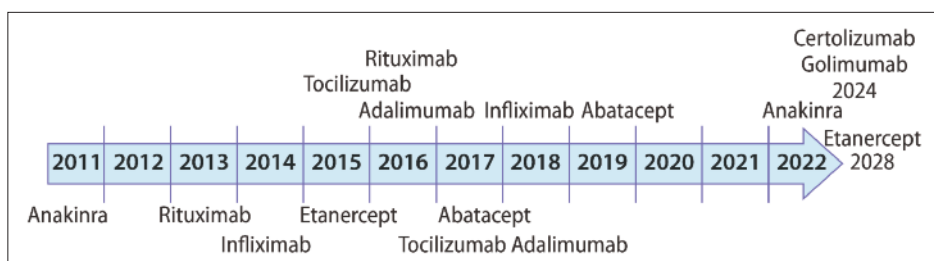 Certolizumab
Rituximab
Golimumab
Tocilizumab
2024
Adalimumab Infliximab Abatacept Anakinra
2011 2012 2013 2014 2015 2016 2017 2018 2019 2020 2021 2022
Etanercept
2028
Anakinra Rituximab Etanercept Abatacept
Infliximab Tocilizumab Adalimumab